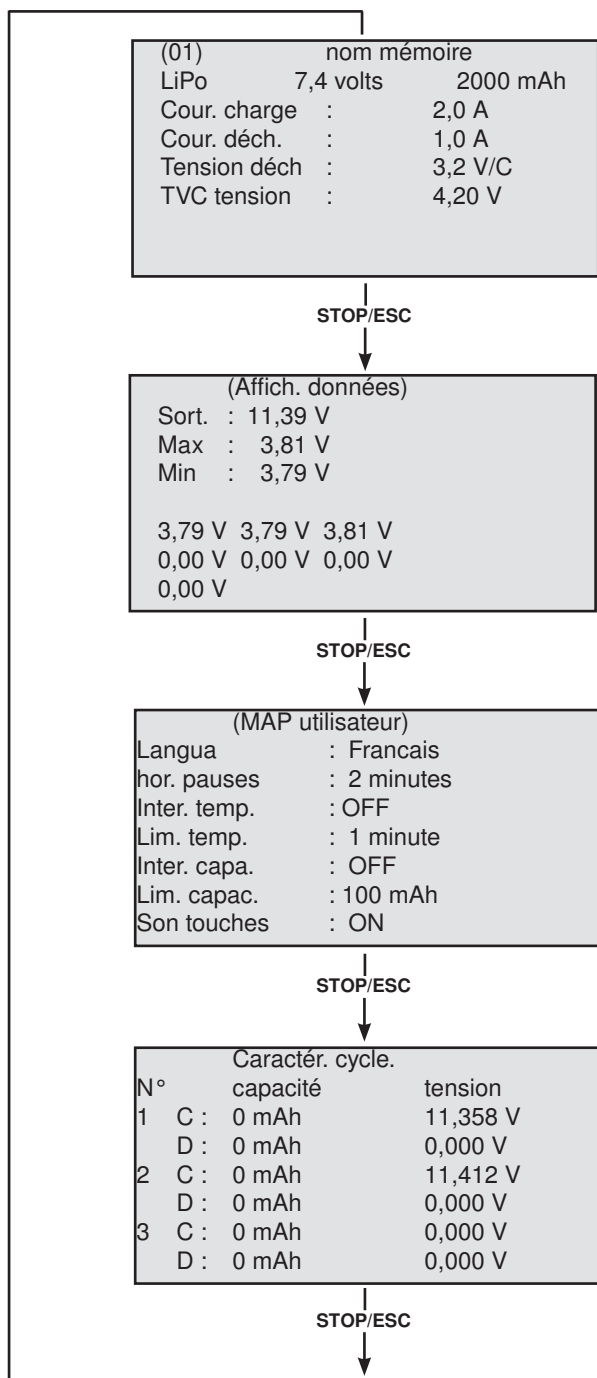 (01) nom mémoire
LiPo 7,4 volts 2000 mAh
Cour. charge : 2,0 A
Cour. déch. : 1,0 A
Tension déch : 3,2 V/C
TVC tension : 4,20 V
STOP/ESC
(Affich. données)
Sort. : 11,39 V
Max : 3,81 V
Min : 3,79 V
3,79 V 3,79 V 3,81 V
0,00 V 0,00 V 0,00 V
0,00 V
STOP/ESC
(MAP utilisateur)
Langua : Francais
hor. pauses : 2 minutes
Inter. temp. : OFF
Lim. temp. : 1 minute
Inter. capa. : OFF
Lim. capac. : 100 mAh
Son touches : ON
STOP/ESC
Caractér. cycle.
N° capacité tension
1 C : 0 mAh 11,358 V
D : 0 mAh 0,000 V
2 C : 0 mAh 11,412 V
D : 0 mAh 0,000 V
3 C : 0 mAh 0,000 V
D : 0 mAh 0,000 V
STOP/ESC